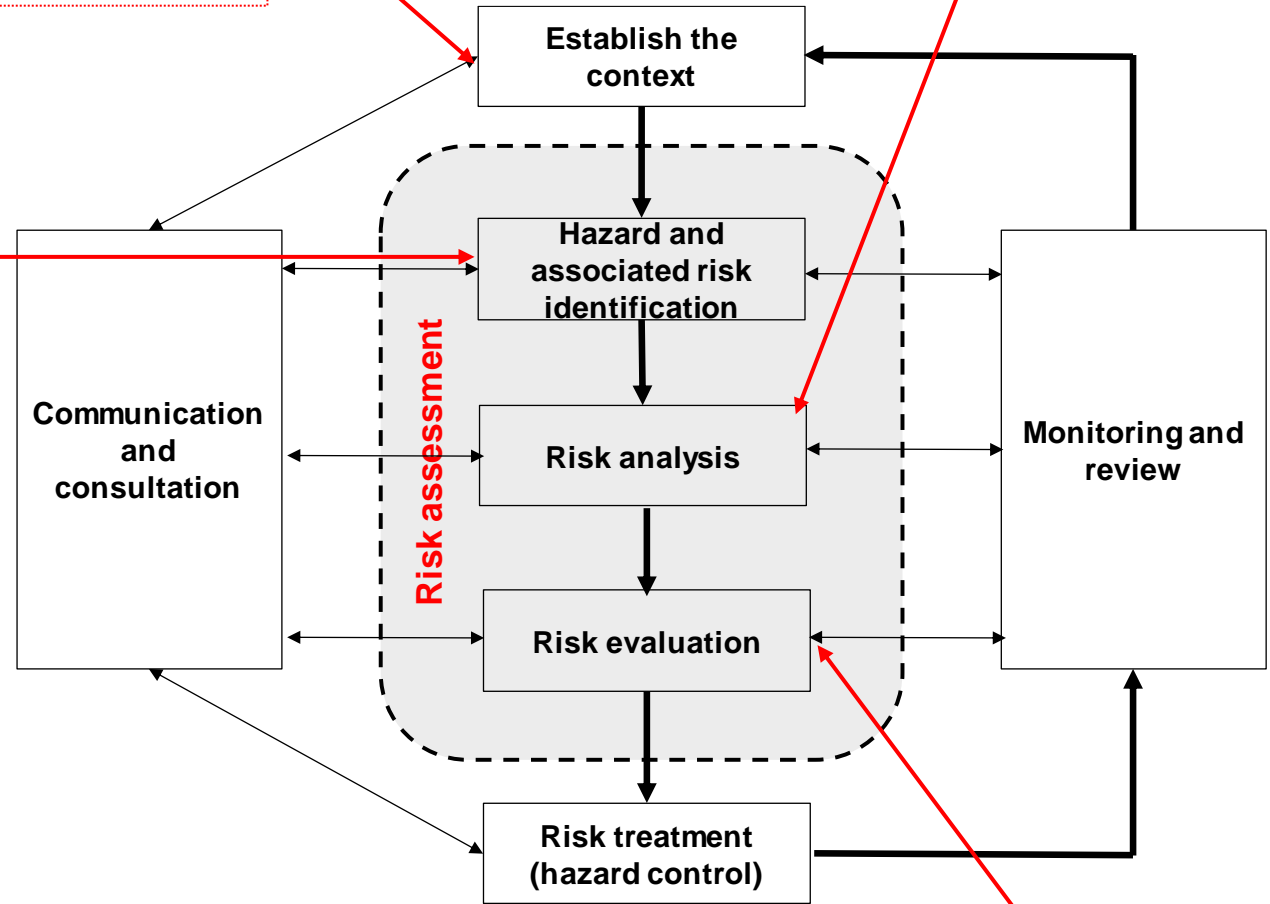 Establish the
context
Hazard and
associated risk
identification
Risk assessment
Communication
and
consultation
Risk analysis
Monitoring and
review
Risk evaluation
Risk treatment
(hazard control)